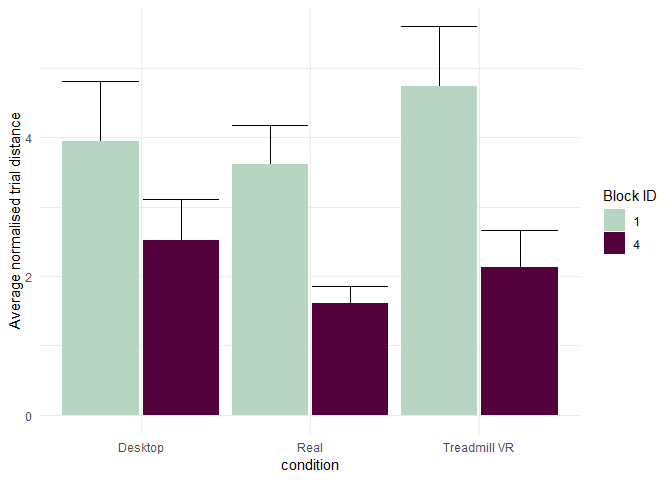 Average normalised trial distance
4
2
0
Desktop
Real
Treadmill VR
condition
Block ID
1
4